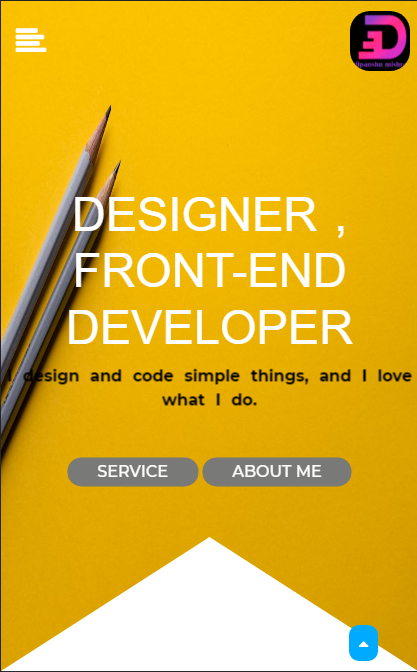 DESIGNER ,
FRONT-END
DEVELOPER
I design and code simple things, and I love
what I do.
SERVICE
ABOUT ME